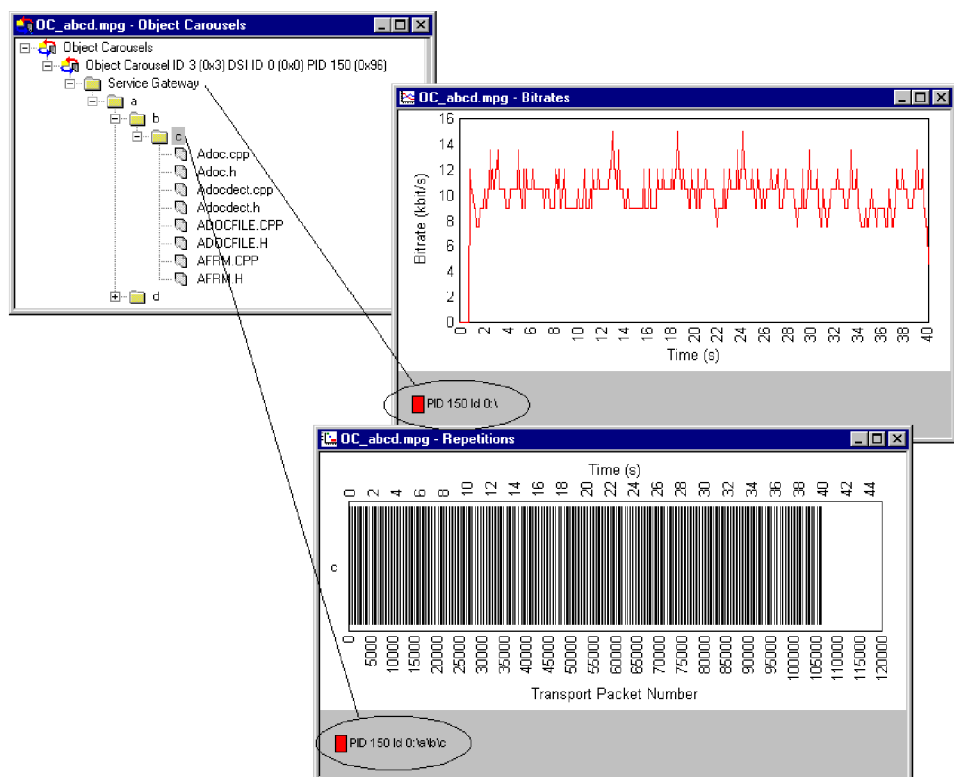 OC_abcd.mpg - Object Carousels
Object Carousels
Object Carousel ID 3 (0x3) DSI ID 0 (0x0) PID 150 (0x96)
Service Gateway
a
b
c
Adoc.cpp
Adoc.h
Adocdect.cpp
Adocdect.h
ADOCFILE.CPP
ADOCFILE.H
AFRM.CPP
AFRM.H
d
OC_abcd.mpg - Bitrates
16
14
12
10
8
6
4
2
0
Bitrate (kbit/s)
0 2 4 6 8 10 12 14 16 18 20 22 24 26 28 30 32 34 36 38 40
Time (s)
PID 150 Id 0:\
OC_abcd.mpg - Repetitions
Time (s)
0 2 4 6 8 10 12 14 16 18 20 22 24 26 28 30 32 34 36 38 40 42 44
c
0 5000 10000 15000 20000 25000 30000 35000 40000 45000 50000 55000 60000 65000 70000 75000 80000 85000 90000 95000 100000 105000 110000 115000 120000
Transport Packet Number
PID 150 Id 0:\a\b\c